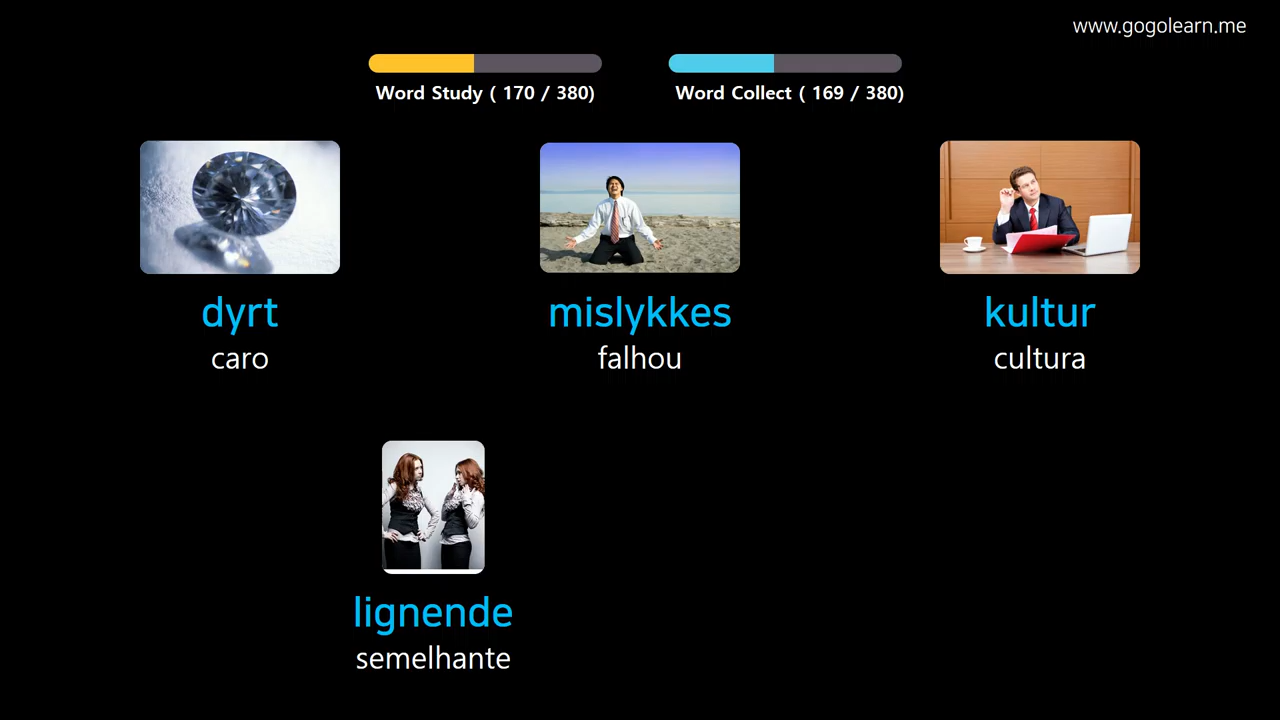 www.gogolearn.me
Word Study ( 170 / 380)
Word Collect ( 169 / 380)
dyrt
caro
mislykkes
falhou
kultur
cultura
lignende
semelhante